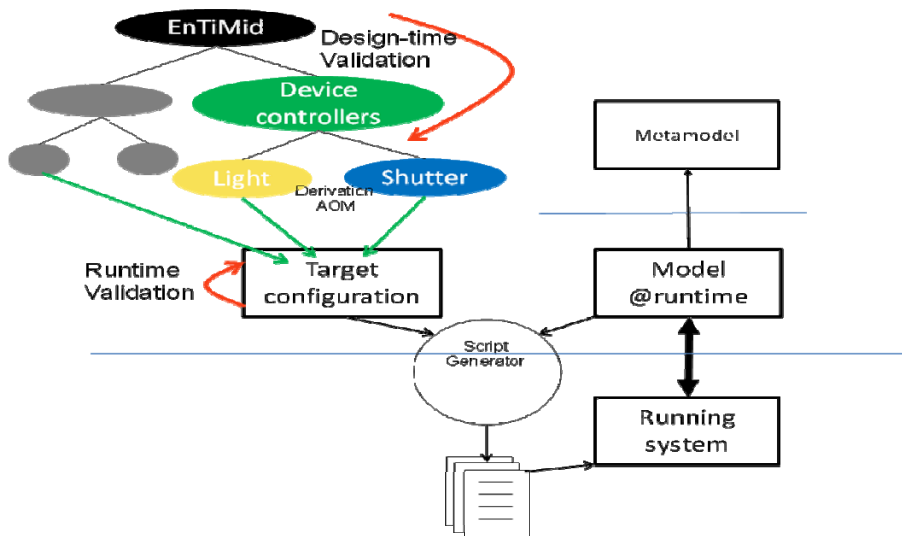 EnTiMid
Design-time
Validation
Device
controllers
Metamodel
Light
Shutter
Derivation
AOM
Runtime
Validation
Target
configuration
Model
@runtime
Script
Generator
Running
system